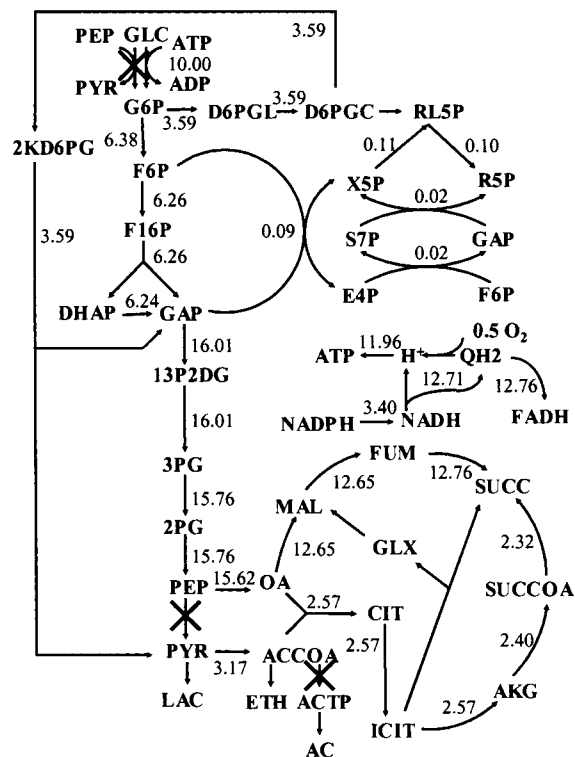 3.59
PEP GLC ATP
10.00
PYR ADP
G6P 3.59 D6PGL 3.59 D6PGC RL5P
2KD6PG 6.38 0.11 0.10
F6P X5P R5P
6.26 0.02
3.59 F16P 0.09 S7P GAP
6.26 0.02
DHAP 6.24 GAP E4P F6P
16.01 0.5 O2
ATP 11.96 H+ QH2
13P2DG 12.71 12.76
NADPH 3.40 NADH FADH
16.01 FUM
3PG 12.65 12.76
MAL SUCC
15.76
2PG 12.65 GLX 2.32
15.76
PEP 15.62 OA SUCCOA
2.57 CIT
2.57 2.40
PYR 3.17 ACCOA
AKG
LAC ETH ACTP 2.57
ICIT
AC